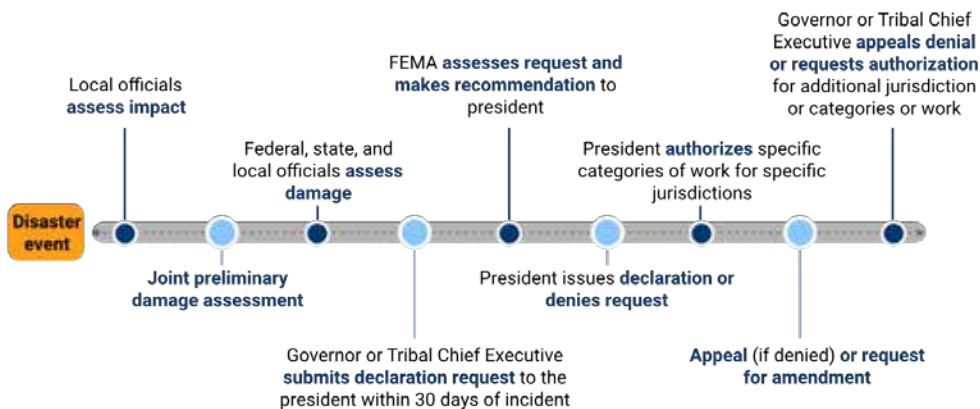 Disaster
event
Local officials
assess impact
Joint preliminary
damage assessment
Federal, state, and
local officials assess
damage
Governor or Tribal Chief Executive
submits declaration request to the
president within 30 days of incident
FEMA assesses request and
makes recommendation to
president
President issues declaration or
denies request
President authorizes specific
categories of work for specific
jurisdictions
Appeal (if denied) or request
for amendment
Governor or Tribal Chief
Executive appeals denial
or requests authorization
for additional jurisdiction
or categories or work